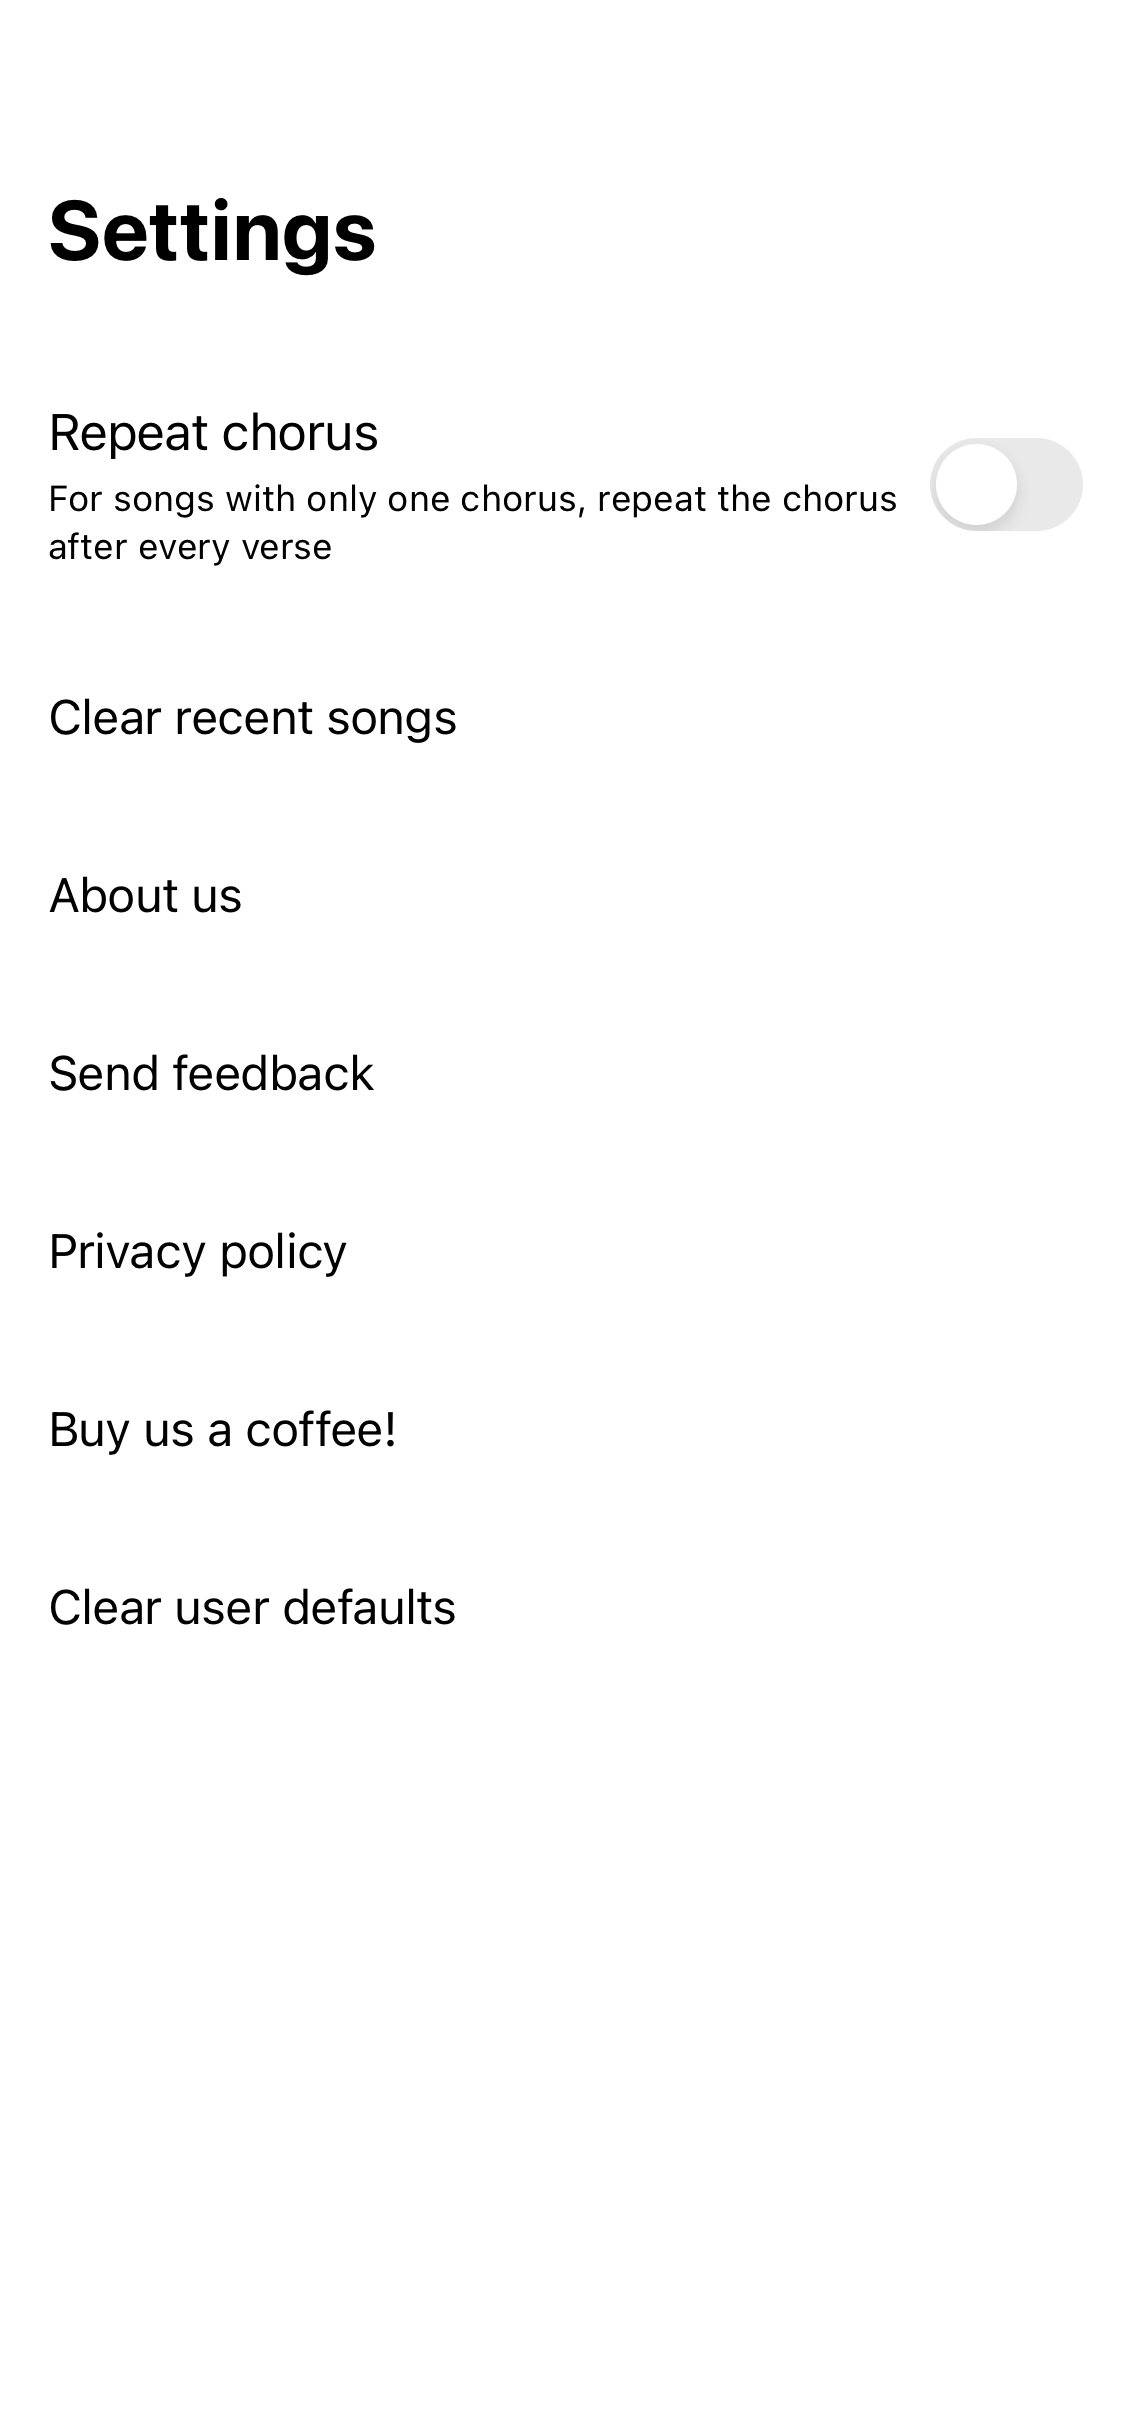 Settings
Repeat chorus
For songs with only one chorus, repeat the chorus
after every verse
Clear recent songs
About us
Send feedback
Privacy policy
Buy us a coffee!
Clear user defaults